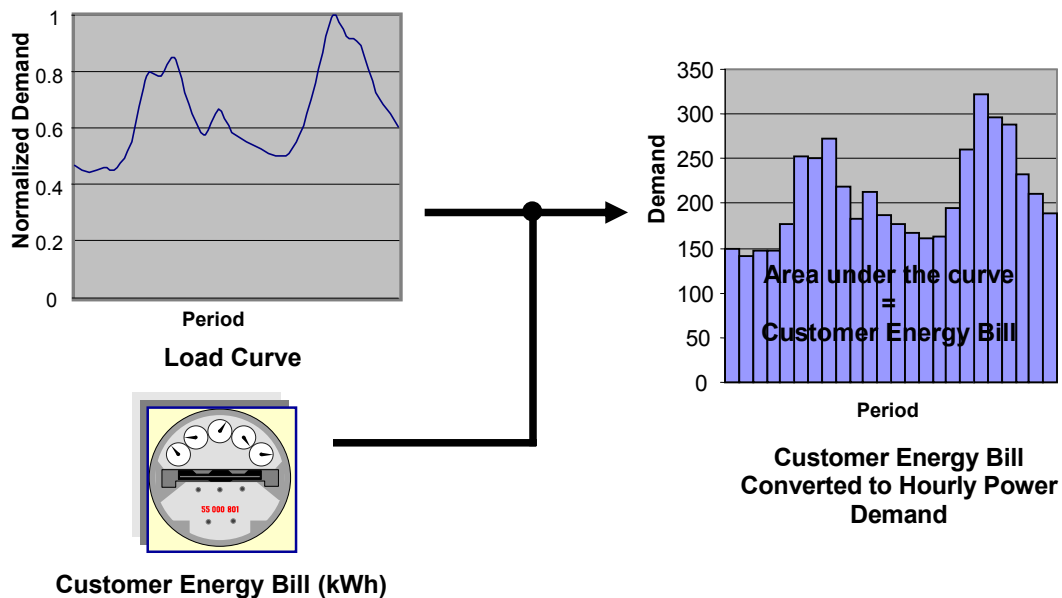 1
0.8
0.6
0.4
0.2
0
Normalized Demand
Period
Load Curve
55 000 801
Customer Energy Bill (kWh)
350
300
250
200
150
100
50
0
Demand
Area under the curve
=
Customer Energy Bill
Period
Customer Energy Bill
Converted to Hourly Power
Demand